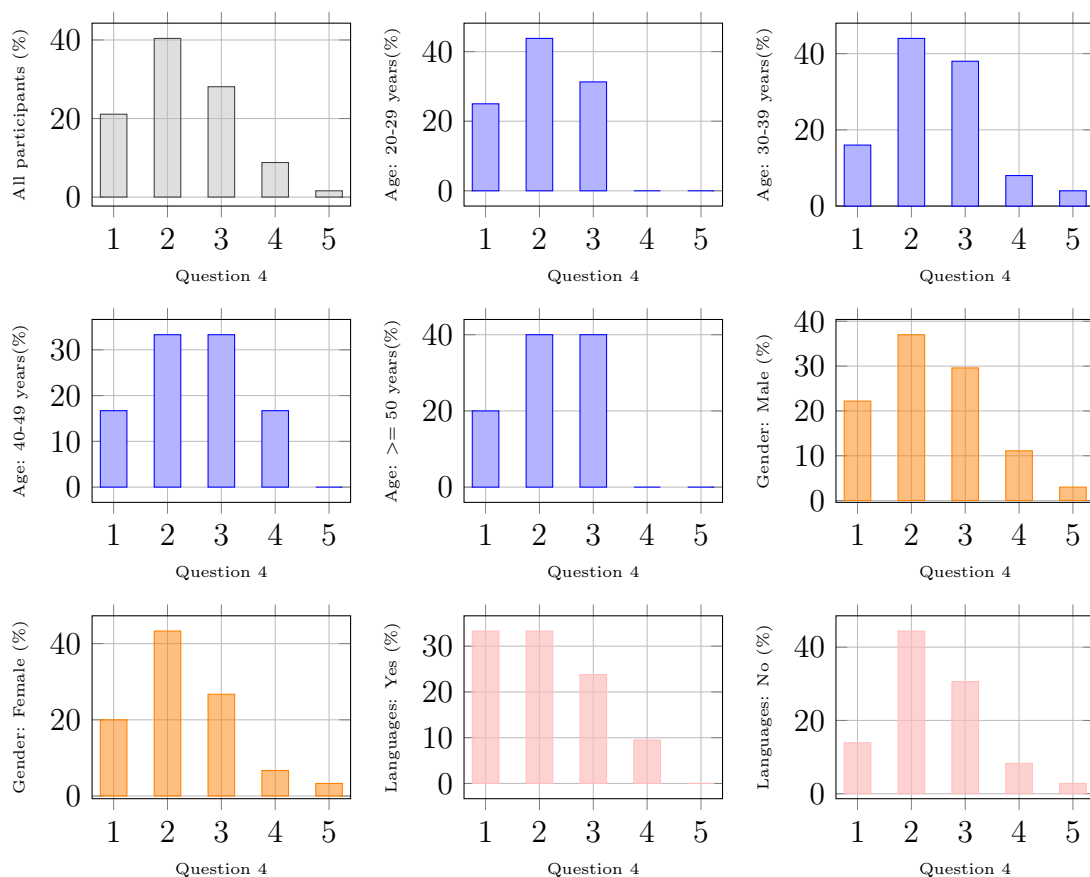 All participants (%)
40
20
0
1 2 3 4 5
Question 4
Age: 20-29 years(%)
40
20
0
1 2 3 4 5
Question 4
Age: 30-39 years(%)
40
20
0
1 2 3 4 5
Question 4
Age: 40-49 years(%)
30
20
10
0
1 2 3 4 5
Question 4
Age: >= 50 years(%)
40
20
0
1 2 3 4 5
Question 4
Gender: Male (%)
40
30
20
10
0
1 2 3 4 5
Question 4
Gender: Female (%)
40
20
0
1 2 3 4 5
Question 4
Languages: Yes (%)
30
20
10
0
1 2 3 4 5
Question 4
Languages: No (%)
40
20
0
1 2 3 4 5
Question 4